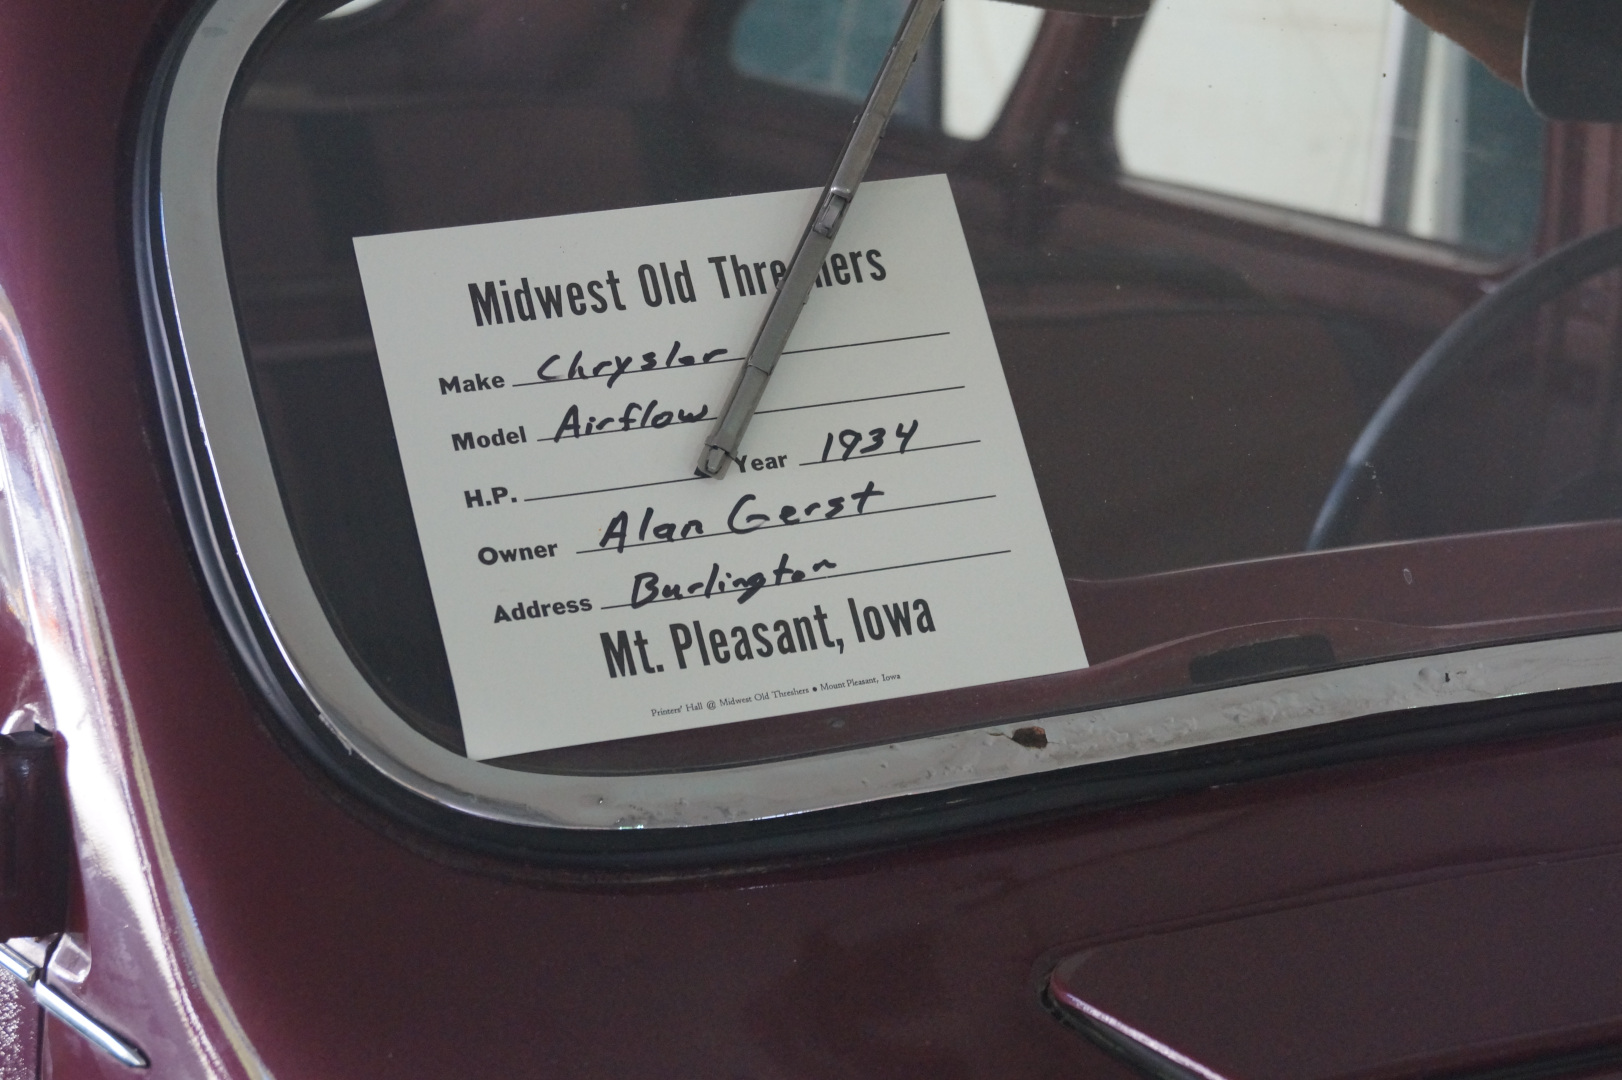 Midwest Old Threshers
Make Chrysler
Model Airflow
H.P. Year 1934
Owner Alan Gerst
Address Burlington
Mt. Pleasant, Iowa
Printers' Hall @ Midwest Old Threshers ● Mount Pleasant, Iowa